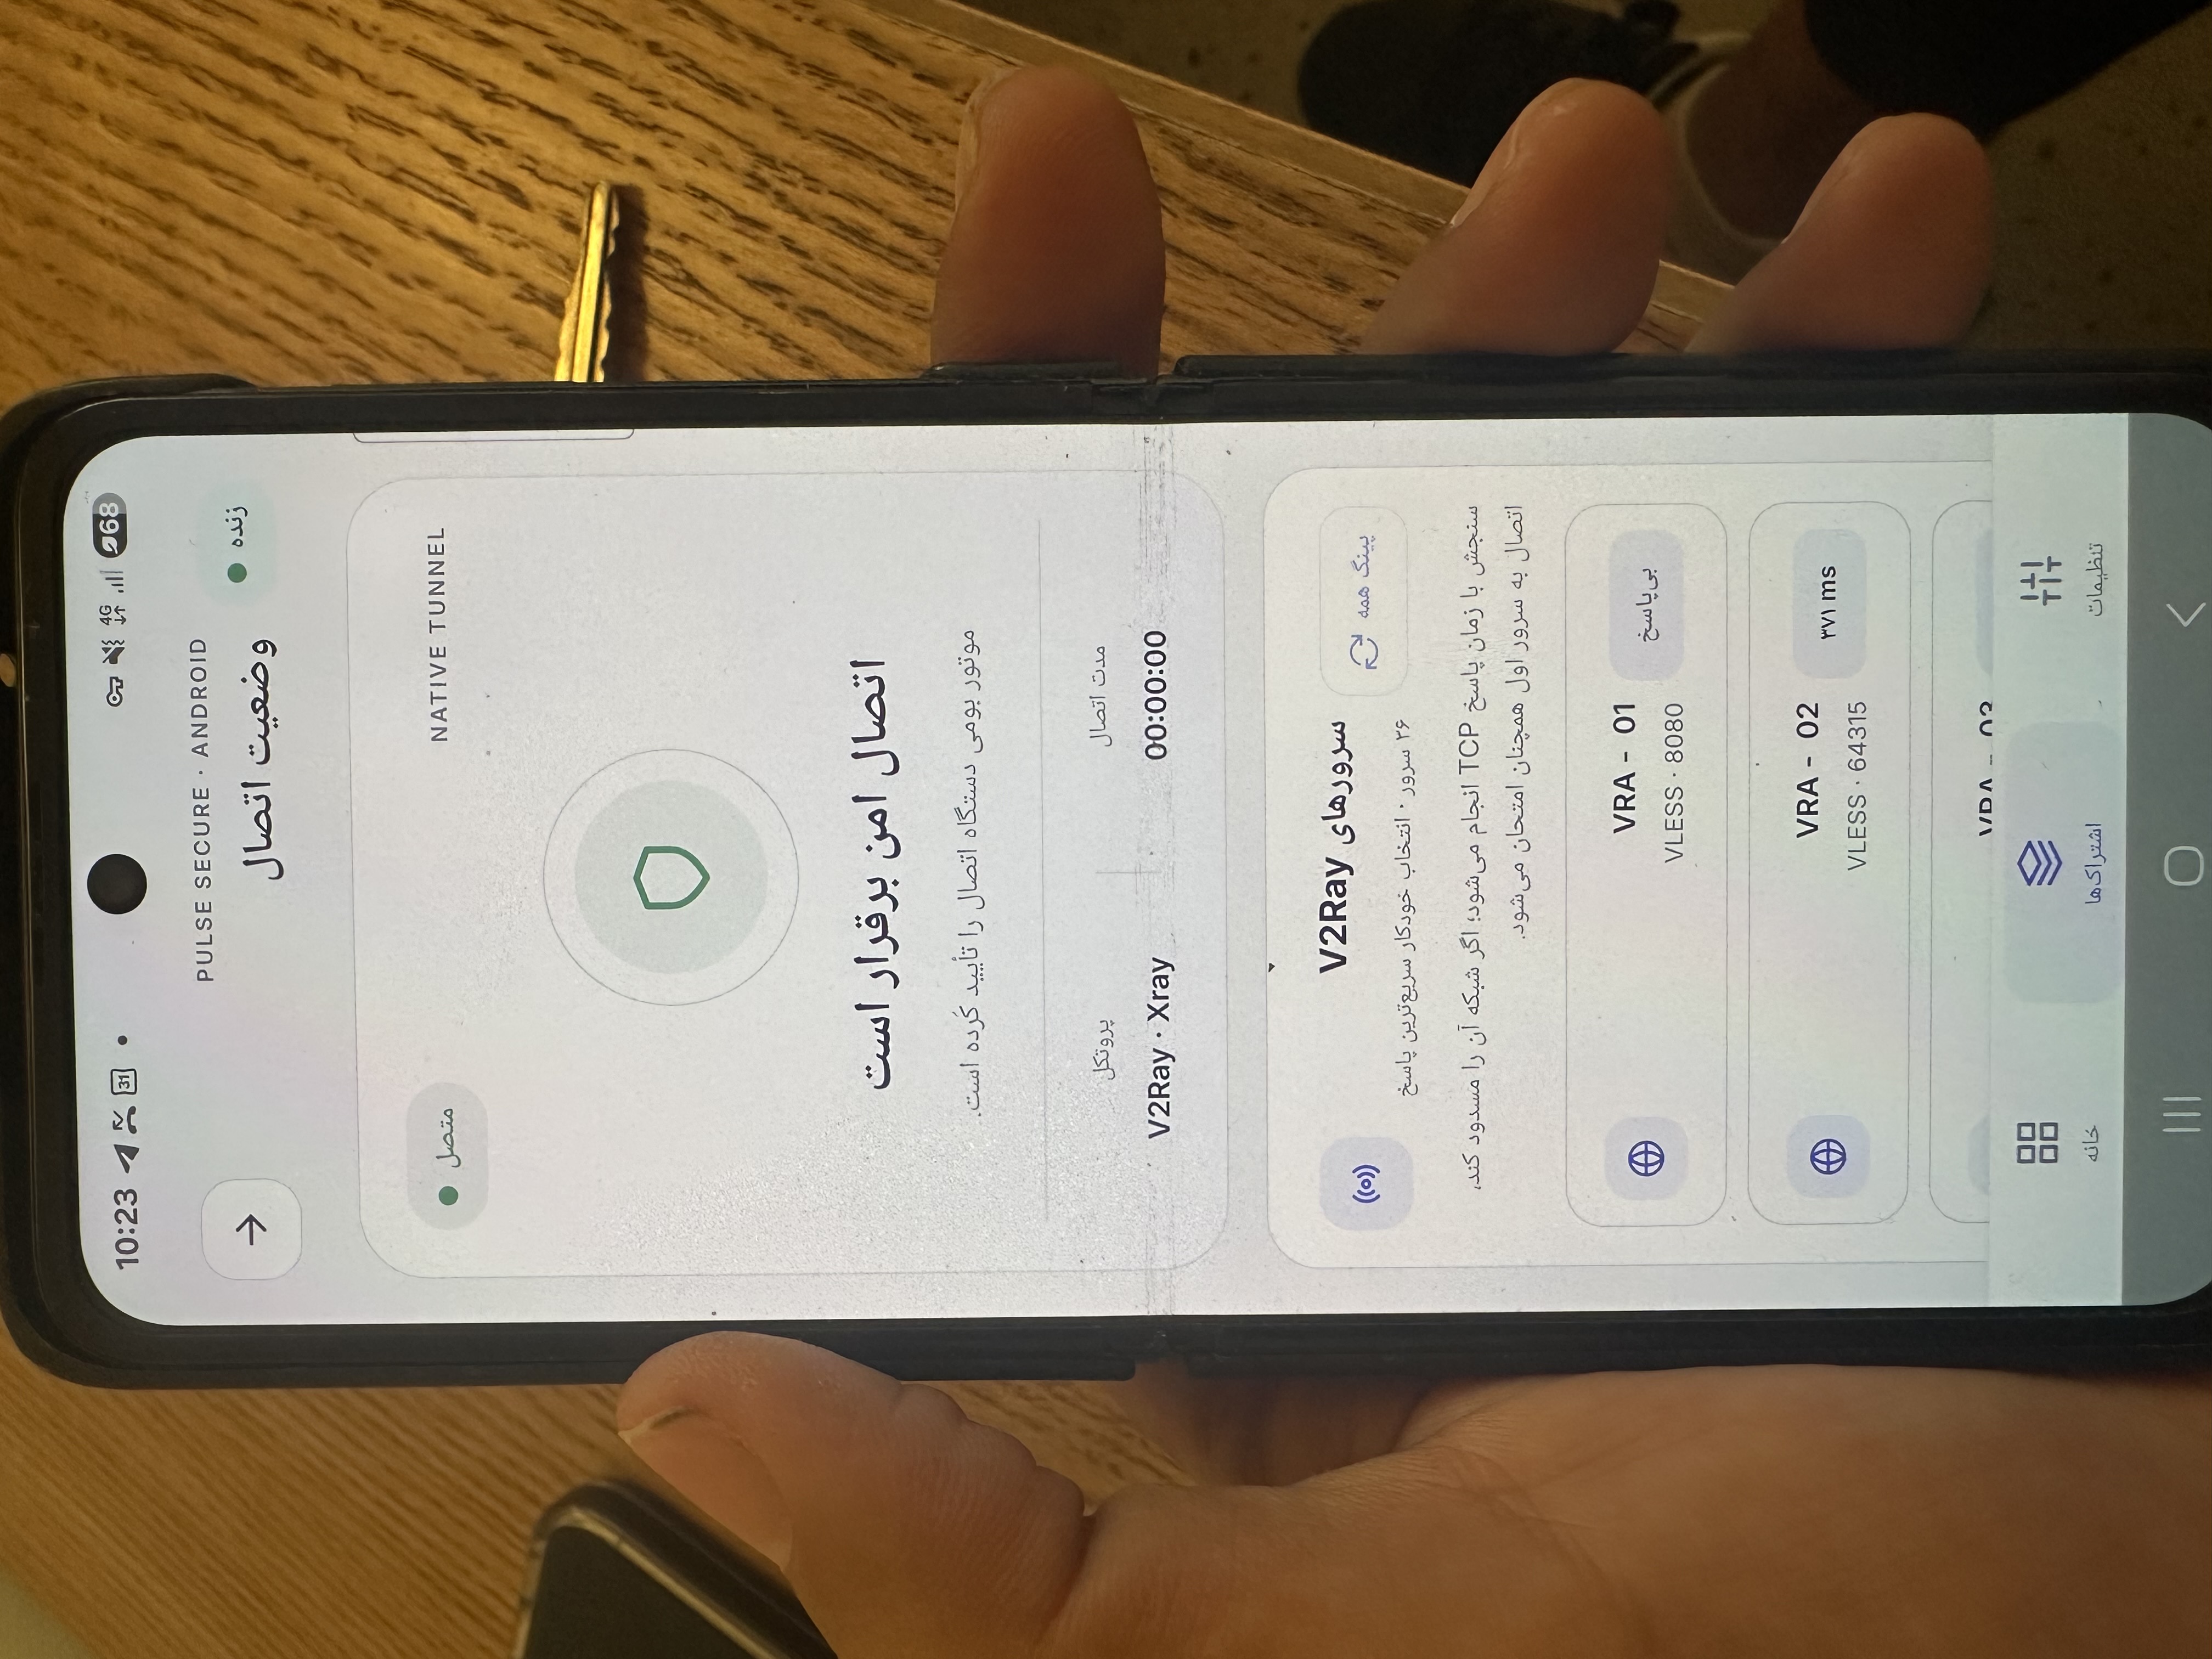 10:23
31
4G
68
PULSE SECURE · ANDROID
وضعیت اتصال
زنده
NATIVE TUNNEL
متصل
اتصال امن برقرار است
موتور بومی دستگاه اتصال را تأیید کرده است.
مدت اتصال
00:00:00
پروتکل
V2Ray · Xray
پینگ همه
سرورهای V2Ray
۳۶ سرور · انتخاب خودکار سریع‌ترین پاسخ
سنجش با زمان پاسخ TCP انجام می‌شود؛ اگر شبکه آن را مسدود کند،
اتصال به سرور اول همچنان امتحان می‌شود.
بی‌پاسخ
VRA - 01
VLESS · 8080
۳۷۱ ms
VRA - 02
VLESS · 64315
VRA - 03
تنظیمات
اشتراک‌ها
خانه